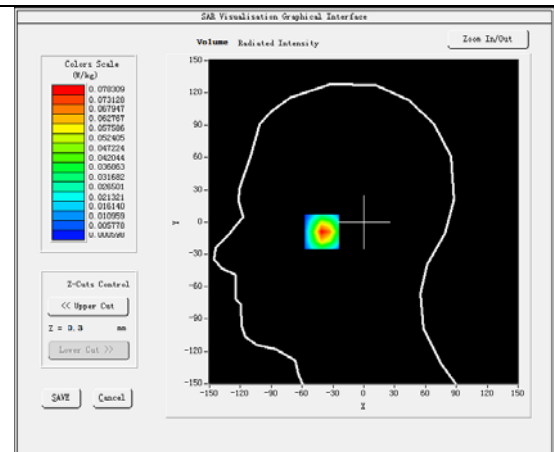 SAR Visualisation Graphical Interface
Volume Radiated Intensity
Zoom In/Out
Colors Scale
(W/kg)
0.078309
0.073128
0.067947
0.062767
0.057586
0.052405
0.047224
0.042044
0.036863
0.031682
0.026501
0.021321
0.016140
0.010959
0.005778
0.000598
Z-Cuts Control
<< Upper Cut
Z = 0.3 mm
Lower Cut >>
SAVE Cancel
150
120
90
60
30
Y 0
-30
-60
-90
-120
-150
-150 -120 -90 -60 -30 0 30 60 90 120 150
X